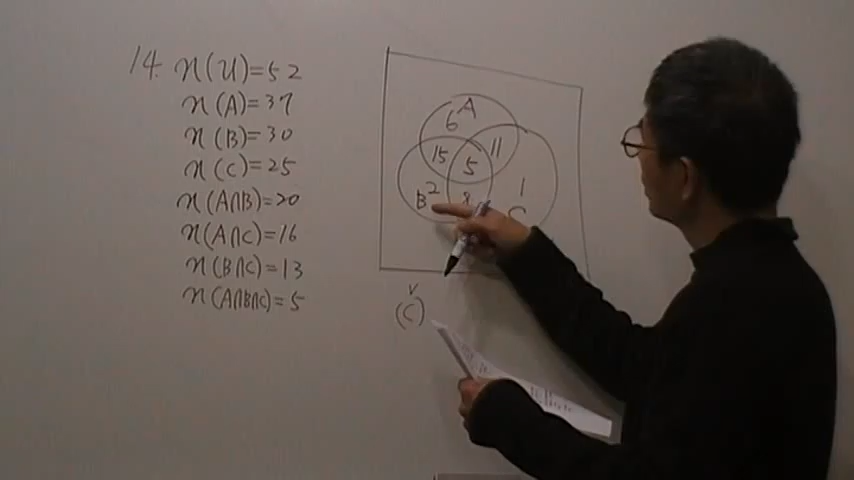 14. n(U)=52
n(A)=37
n(B)=30
n(C)=25
n(A∩B)=20
n(A∩C)=16
n(B∩C)=13
n(A∩B∩C)=5
A
6
15
11
5
2
1
B
8
C
v
(C)